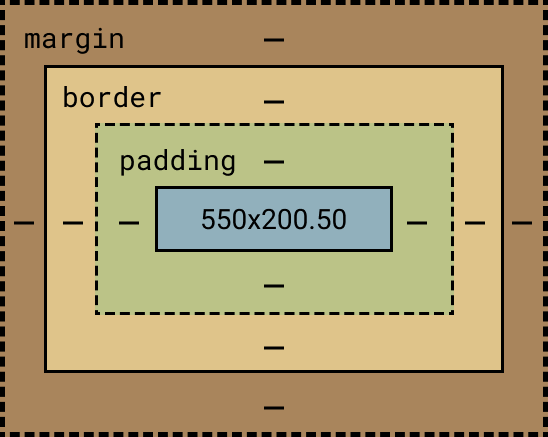 margin
–
border
–
padding –
– – – 550x200.50 – – –
–
–
–